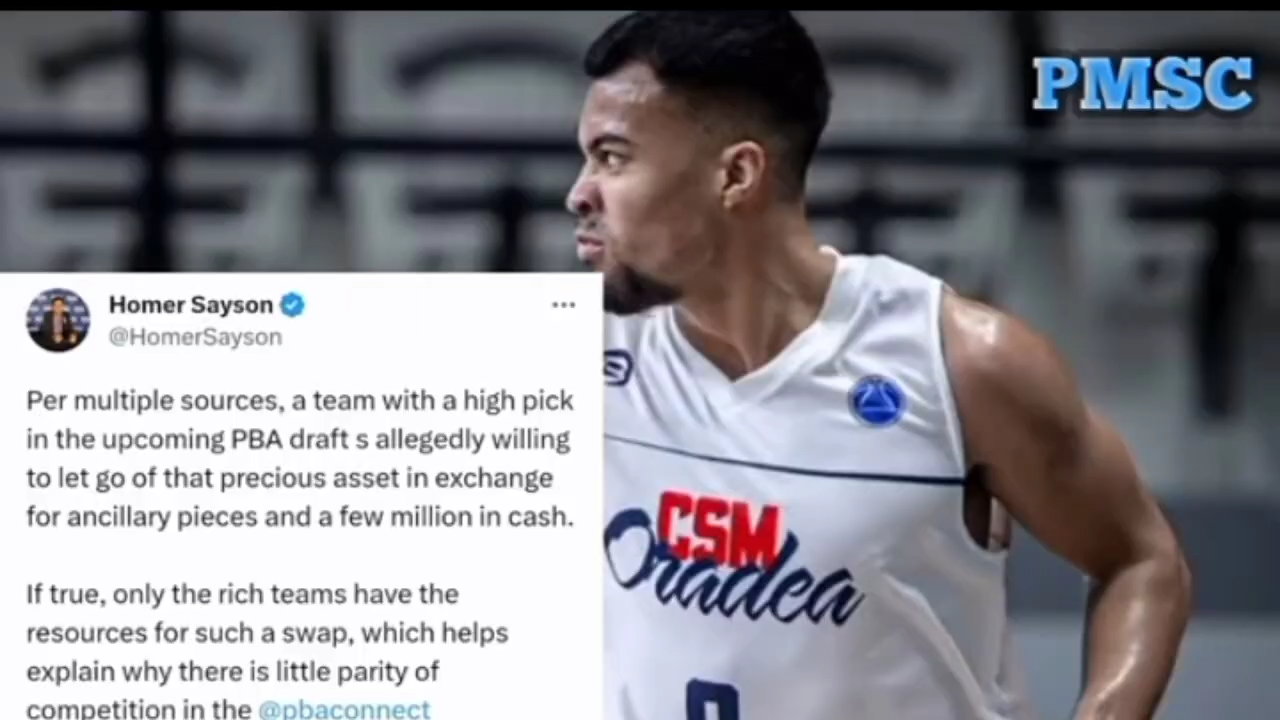 PMSC
Homer Sayson
@HomerSayson
Per multiple sources, a team with a high pick
in the upcoming PBA draft s allegedly willing
to let go of that precious asset in exchange
for ancillary pieces and a few million in cash.
If true, only the rich teams have the
resources for such a swap, which helps
explain why there is little parity of
competition in the @pbaconnect
CSM
Oradea